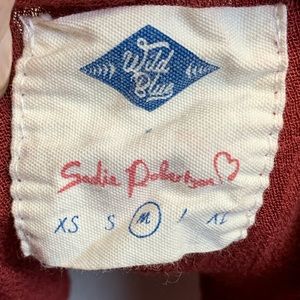 Wild
Blue
Sadie Robertson
XS S M L XL